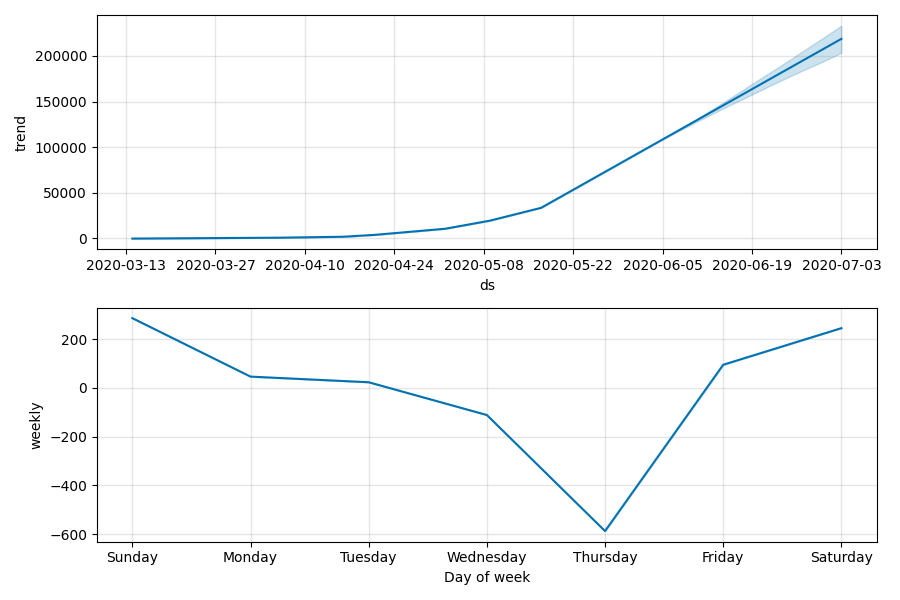 200000
150000
100000
50000
0
trend
2020-03-13 2020-03-27 2020-04-10 2020-04-24 2020-05-08 2020-05-22 2020-06-05 2020-06-19 2020-07-03
ds
200
0
−200
−400
−600
weekly
Sunday Monday Tuesday Wednesday Thursday Friday Saturday
Day of week